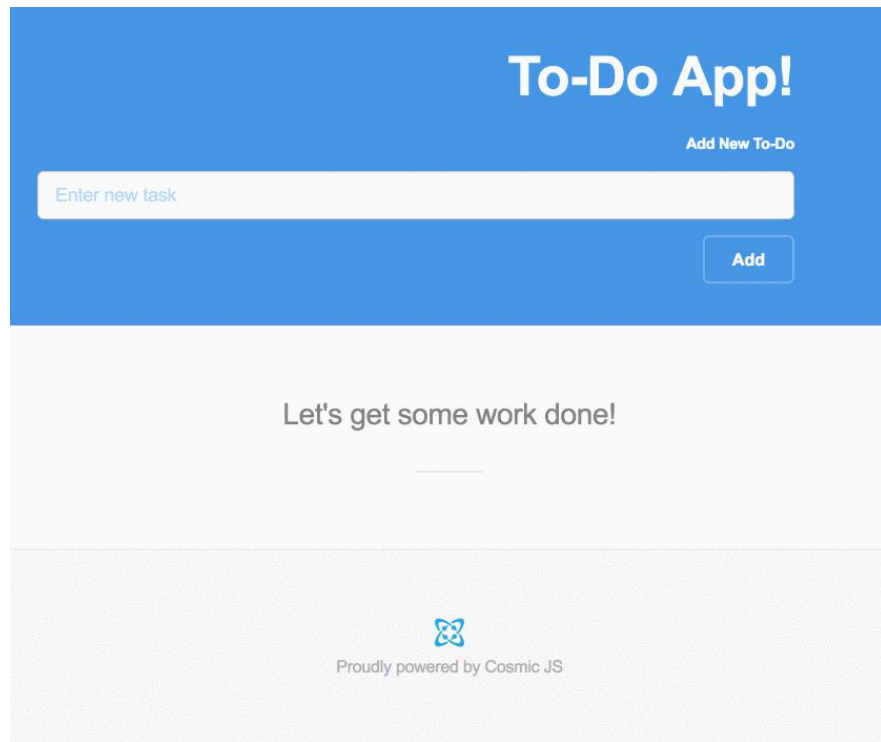 To-Do App!
Add New To-Do
Enter new task
Add
Let's get some work done!
Proudly powered by Cosmic JS